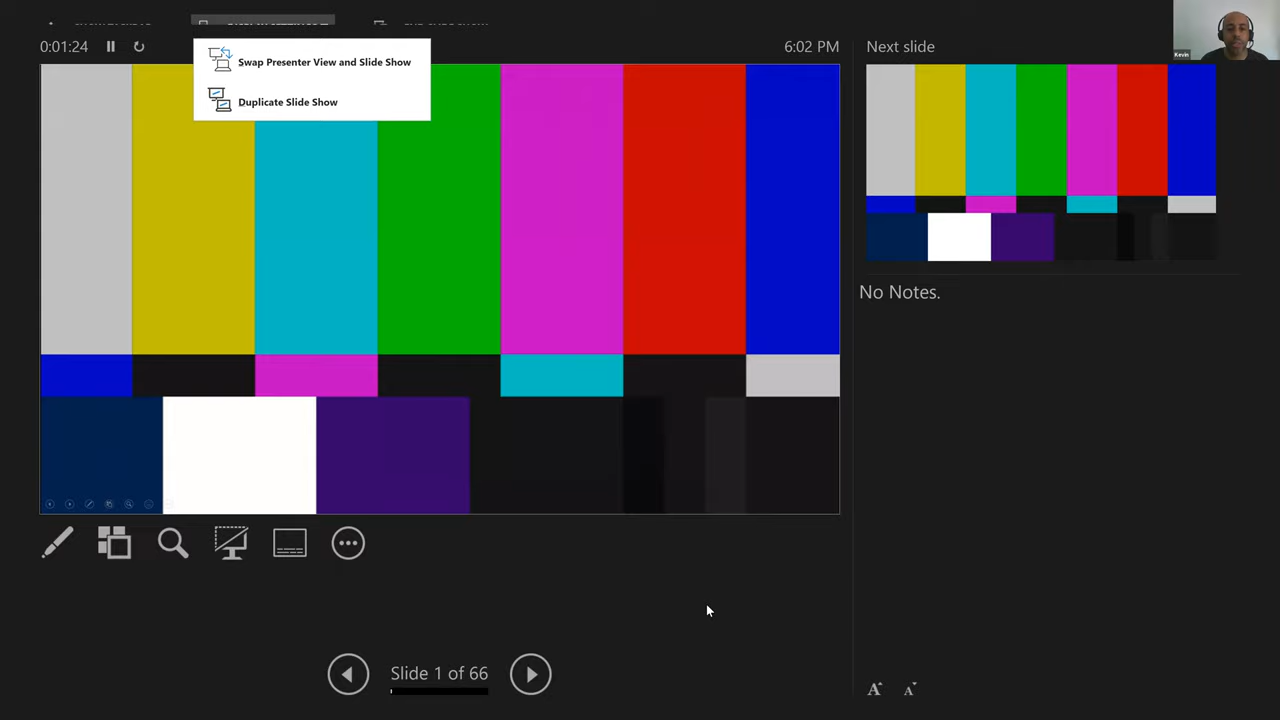 0:01:24
6:02 PM
Next slide
Kevin
Swap Presenter View and Slide Show
Duplicate Slide Show
No Notes.
Slide 1 of 66
A
A